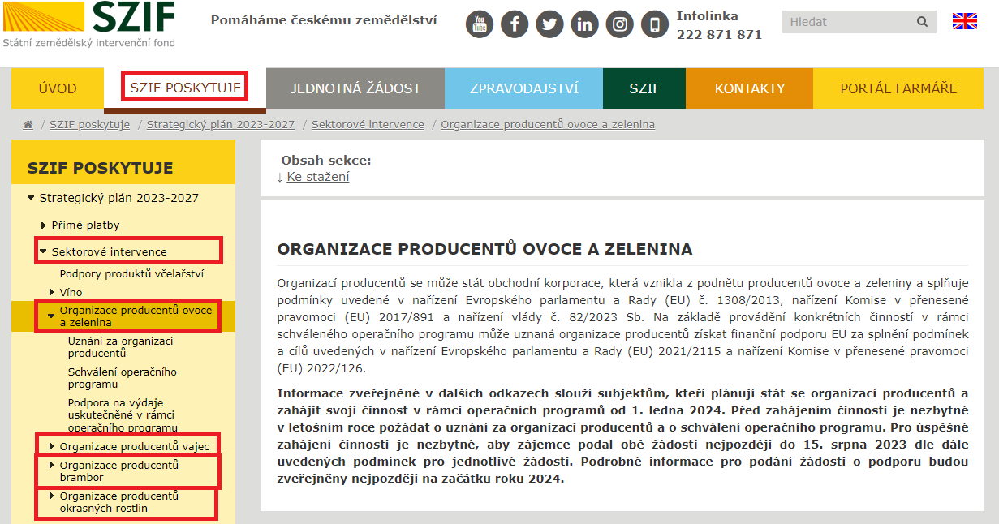 SZIF
Státní zemědělský intervenční fond
Pomáháme českému zemědělství
You
Tube
Infolinka
222 871 871
Hledat
ÚVOD
SZIF POSKYTUJE
JEDNOTNÁ ŽÁDOST
ZPRAVODAJSTVÍ
SZIF
KONTAKTY
PORTÁL FARMÁŘE
/ SZIF poskytuje / Strategický plán 2023-2027 / Sektorové intervence / Organizace producentů ovoce a zelenina
SZIF POSKYTUJE
Strategický plán 2023-2027
Přímé platby
Sektorové intervence
Podpory produktů včelařství
Víno
Organizace producentů ovoce
a zelenina
Uznání za organizaci
producentů
Schválení operačního
programu
Podpora na výdaje
uskutečněné v rámci
operačního programu
Organizace producentů vajec
Organizace producentů
brambor
Organizace producentů
okrasných rostlin
Obsah sekce:
↓ Ke stažení
ORGANIZACE PRODUCENTŮ OVOCE A ZELENINA
Organizací producentů se může stát obchodní korporace, která vznikla z podnětu producentů ovoce a zeleniny a splňuje
podmínky uvedené v nařízení Evropského parlamentu a Rady (EU) č. 1308/2013, nařízení Komise v přenesené
pravomoci (EU) 2017/891 a nařízení vlády č. 82/2023 Sb. Na základě provádění konkrétních činností v rámci
schváleného operačního programu může uznaná organizace producentů získat finanční podporu EU za splnění podmínek
a cílů uvedených v nařízení Evropského parlamentu a Rady (EU) 2021/2115 a nařízení Komise v přenesené pravomoci
(EU) 2022/126.
Informace zveřejněné v dalších odkazech slouží subjektům, kteří plánují stát se organizací producentů a
zahájit svoji činnost v rámci operačních programů od 1. ledna 2024. Před zahájením činnosti je nezbytné
v letošním roce požádat o uznání za organizaci producentů a o schválení operačního programu. Pro úspěšné
zahájení činnosti je nezbytné, aby zájemce podal obě žádosti nejpozději do 15. srpna 2023 dle dále
uvedených podmínek pro jednotlivé žádosti. Podrobné informace pro podání žádosti o podporu budou
zveřejněny nejpozději na začátku roku 2024.